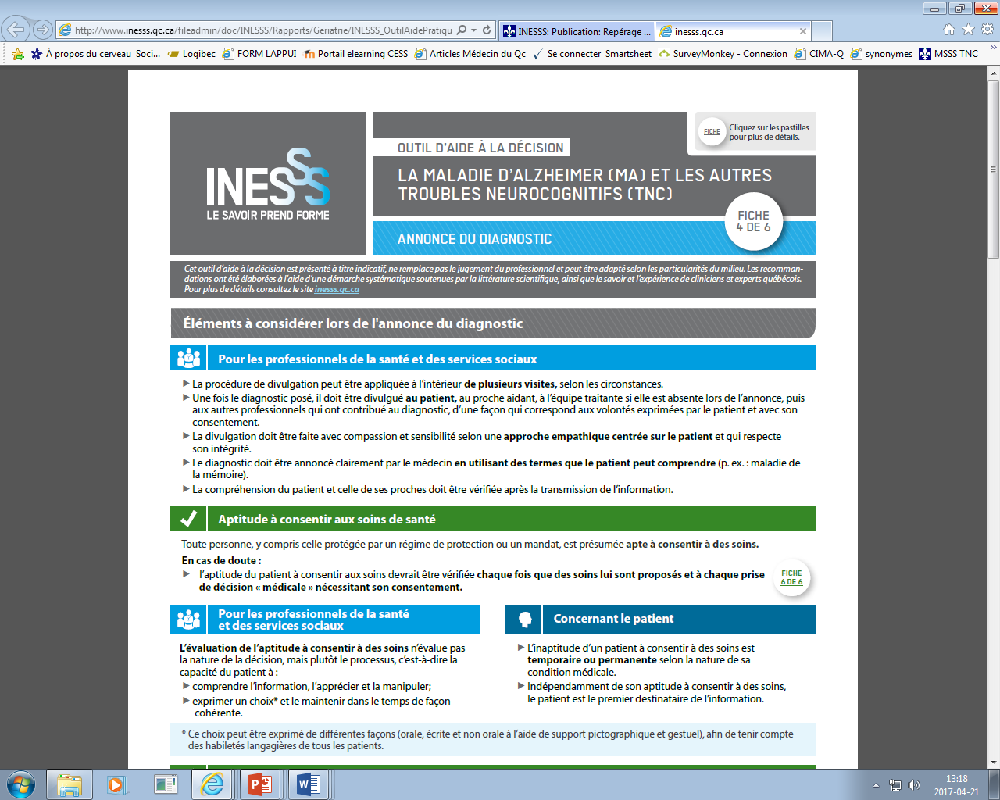 http://www.inesss.qc.ca/fileadmin/doc/INESSS/Rapports/Geriatrie/INESSS_OutilAidePratiqu
INESSS: Publication: Repérage ...
inesss.qc.ca
À propos du cerveau Soci...
Logibec
FORM LAPPUI
Portail elearning CESS
Articles Médecin du Qc
Se connecter Smartsheet
SurveyMonkey - Connexion
CIMA-Q
synonymes
MSSS TNC
INESSS
LE SAVOIR PREND FORME
OUTIL D'AIDE À LA DÉCISION
FICHE
Cliquez sur les pastilles
pour plus de détails.
LA MALADIE D'ALZHEIMER (MA) ET LES AUTRES
TROUBLES NEUROCOGNITIFS (TNC)
FICHE
4 DE 6
ANNONCE DU DIAGNOSTIC
Cet outil d'aide à la décision est présenté à titre indicatif, ne remplace pas le jugement du professionnel et peut être adapté selon les particularités du milieu. Les recomman-
dations ont été élaborées à l'aide d'une démarche systématique soutenues par la littérature scientifique, ainsi que le savoir et l'expérience de cliniciens et experts québécois.
Pour plus de détails consultez le site inesss.qc.ca
Éléments à considérer lors de l'annonce du diagnostic
Pour les professionnels de la santé et des services sociaux
▶ La procédure de divulgation peut être appliquée à l'intérieur de plusieurs visites, selon les circonstances.
▶ Une fois le diagnostic posé, il doit être divulgué au patient, au proche aidant, à l'équipe traitante si elle est absente lors de l'annonce, puis
aux autres professionnels qui ont contribué au diagnostic, d'une façon qui correspond aux volontés exprimées par le patient et avec son
consentement.
▶ La divulgation doit être faite avec compassion et sensibilité selon une approche empathique centrée sur le patient et qui respecte
son intégrité.
▶ Le diagnostic doit être annoncé clairement par le médecin en utilisant des termes que le patient peut comprendre (p. ex. : maladie de
la mémoire).
▶ La compréhension du patient et celle de ses proches doit être vérifiée après la transmission de l'information.
Aptitude à consentir aux soins de santé
Toute personne, y compris celle protégée par un régime de protection ou un mandat, est présumée apte à consentir à des soins.
En cas de doute :
▶ l'aptitude du patient à consentir aux soins devrait être vérifiée chaque fois que des soins lui sont proposés et à chaque prise
de décision « médicale » nécessitant son consentement.
FICHE
6 DE 6
Pour les professionnels de la santé
et des services sociaux
L'évaluation de l'aptitude à consentir à des soins n'évalue pas
la nature de la décision, mais plutôt le processus, c'est-à-dire la
capacité du patient à :
▶ comprendre l'information, l'apprécier et la manipuler;
▶ exprimer un choix* et le maintenir dans le temps de façon
cohérente.
Concernant le patient
▶ L'inaptitude d'un patient à consentir à des soins est
temporaire ou permanente selon la nature de sa
condition médicale.
▶ Indépendamment de son aptitude à consentir à des soins,
le patient est le premier destinataire de l'information.
* Ce choix peut être exprimé de différentes façons (orale, écrite et non orale à l'aide de support pictographique et gestuel), afin de tenir compte
des habiletés langagières de tous les patients.
13:18
2017-04-21